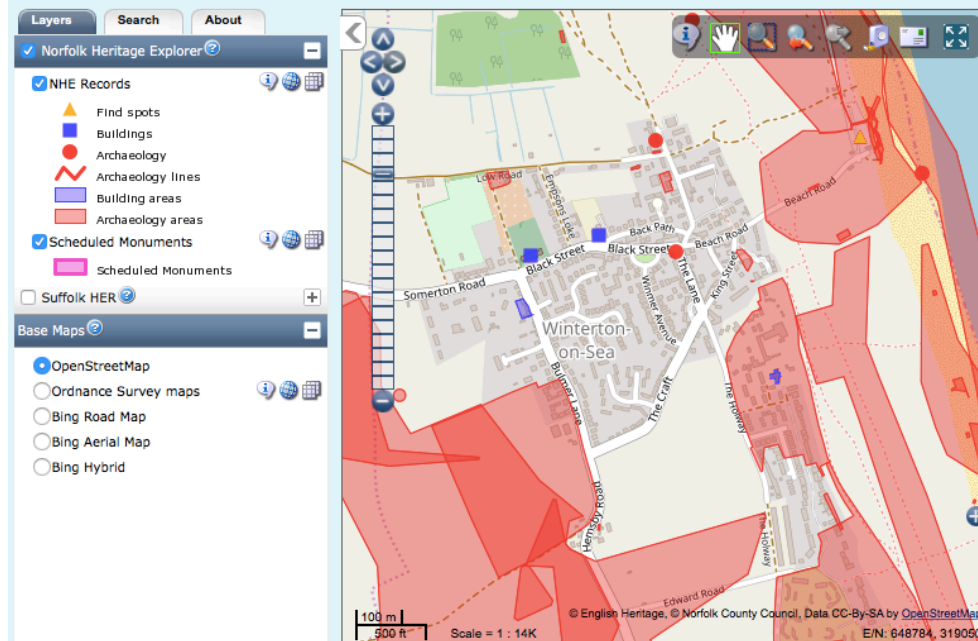 Layers
Search
About
Norfolk Heritage Explorer
NHE Records
Find spots
Buildings
Archaeology
Archaeology lines
Building areas
Archaeology areas
Scheduled Monuments
Scheduled Monuments
Suffolk HER
Base Maps
OpenStreetMap
Ordnance Survey maps
Bing Road Map
Bing Aerial Map
Bing Hybrid
Low Road
Empsons Loke
Back Path
Beach Road
Beach Road
Black Street
Black Street
Somerton Road
The Lane
King Street
Winmer Avenue
Winterton-
on-Sea
Bulmer Lane
The Craft
The Holway
Hemsby Road
The Holway
Edward Road
100 m
500 ft
Scale = 1 : 14K
© English Heritage, © Norfolk County Council, Data CC-By-SA by OpenStreetMap
E/N: 648784, 31905